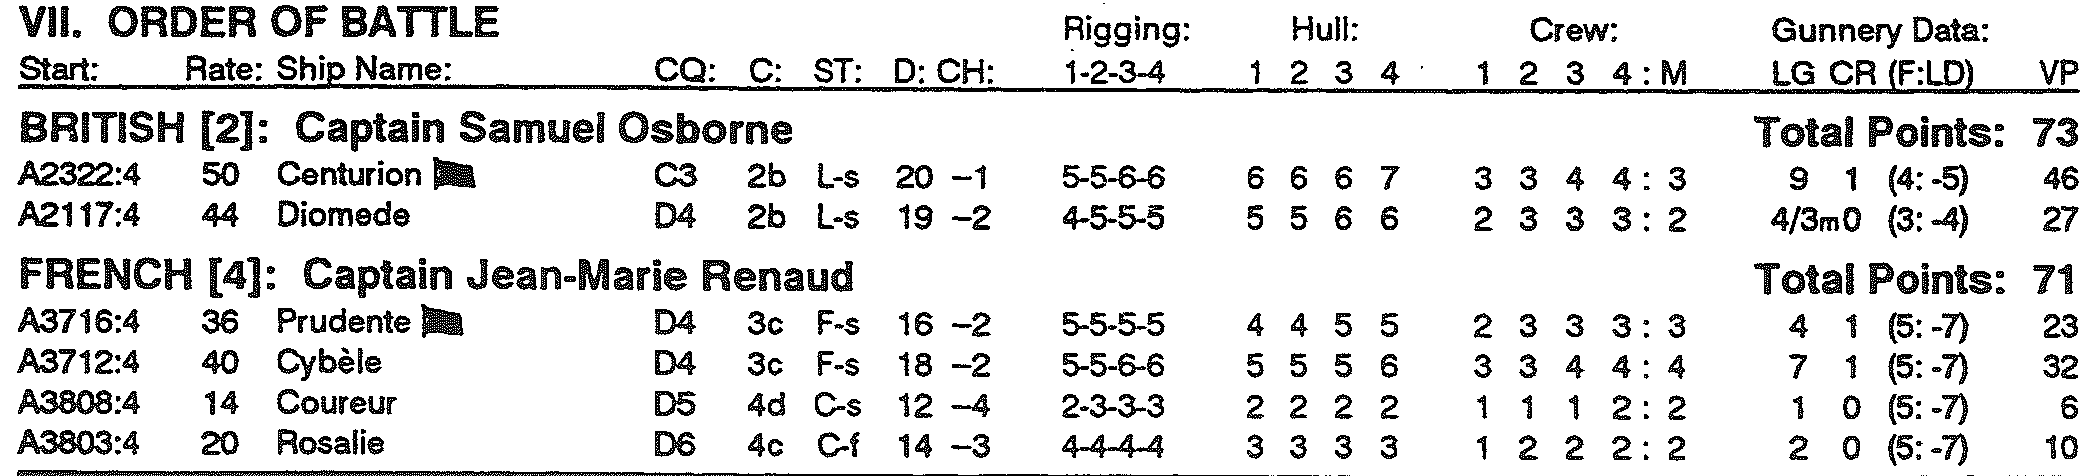 VII. ORDER OF BATTLE Rigging: Hull: Crew: Gunnery Data:
Start: Rate: Ship Name: CQ: C: ST: D: CH: 1-2-3-4 1 2 3 4 1 2 3 4 : M LG CR (F:LD) VP
BRITISH [2]: Captain Samuel Osborne Total Points: 73
A2322:4 50 Centurion C3 2b L-s 20 –1 5-5-6-6 6 6 6 7 3 3 4 4 : 3 9 1 (4: -5) 46
A2117:4 44 Diomede D4 2b L-s 19 –2 4-5-5-5 5 5 6 6 2 3 3 3 : 2 4/3m 0 (3: -4) 27
FRENCH [4]: Captain Jean-Marie Renaud Total Points: 71
A3716:4 36 Prudente D4 3c F-s 16 –2 5-5-5-5 4 4 5 5 2 3 3 3 : 3 4 1 (5: -7) 23
A3712:4 40 Cybèle D4 3c F-s 18 –2 5-5-6-6 5 5 5 6 3 3 4 4 : 4 7 1 (5: -7) 32
A3808:4 14 Coureur D5 4d C-s 12 –4 2-3-3-3 2 2 2 2 1 1 1 2 : 2 1 0 (5: -7) 6
A3803:4 20 Rosalie D6 4c C-f 14 –3 4-4-4-4 3 3 3 3 1 2 2 2 : 2 2 0 (5: -7) 10